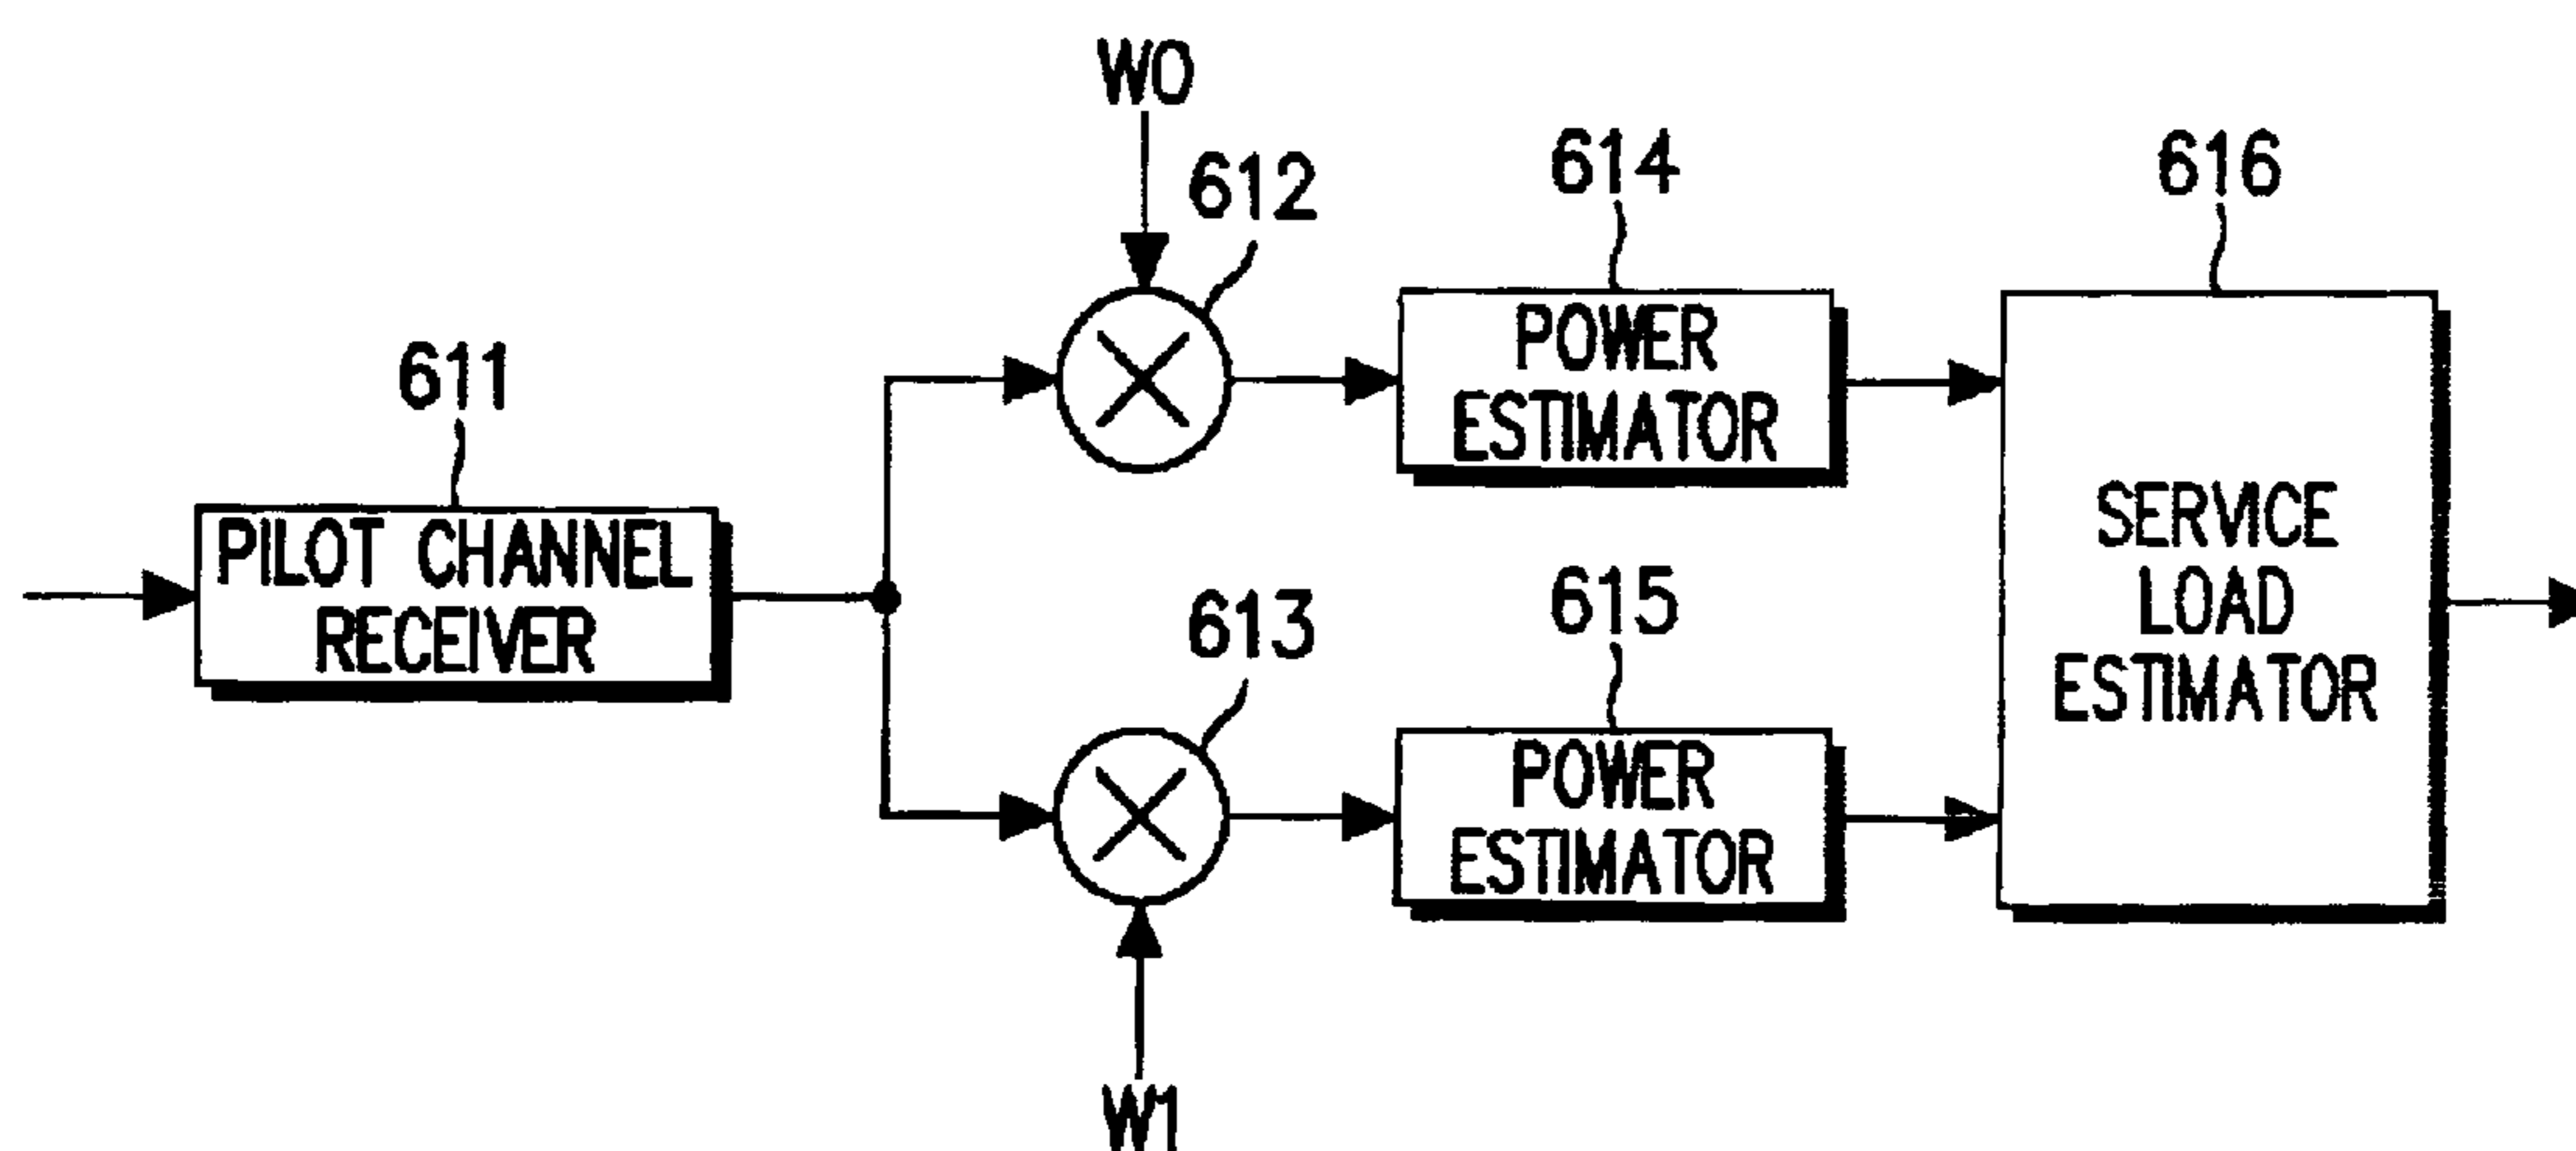 W0
612
614
616
611
POWER
ESTIMATOR
PILOT CHANNEL
RECEIVER
SERVICE
LOAD
ESTIMATOR
613
615
POWER
ESTIMATOR
W1